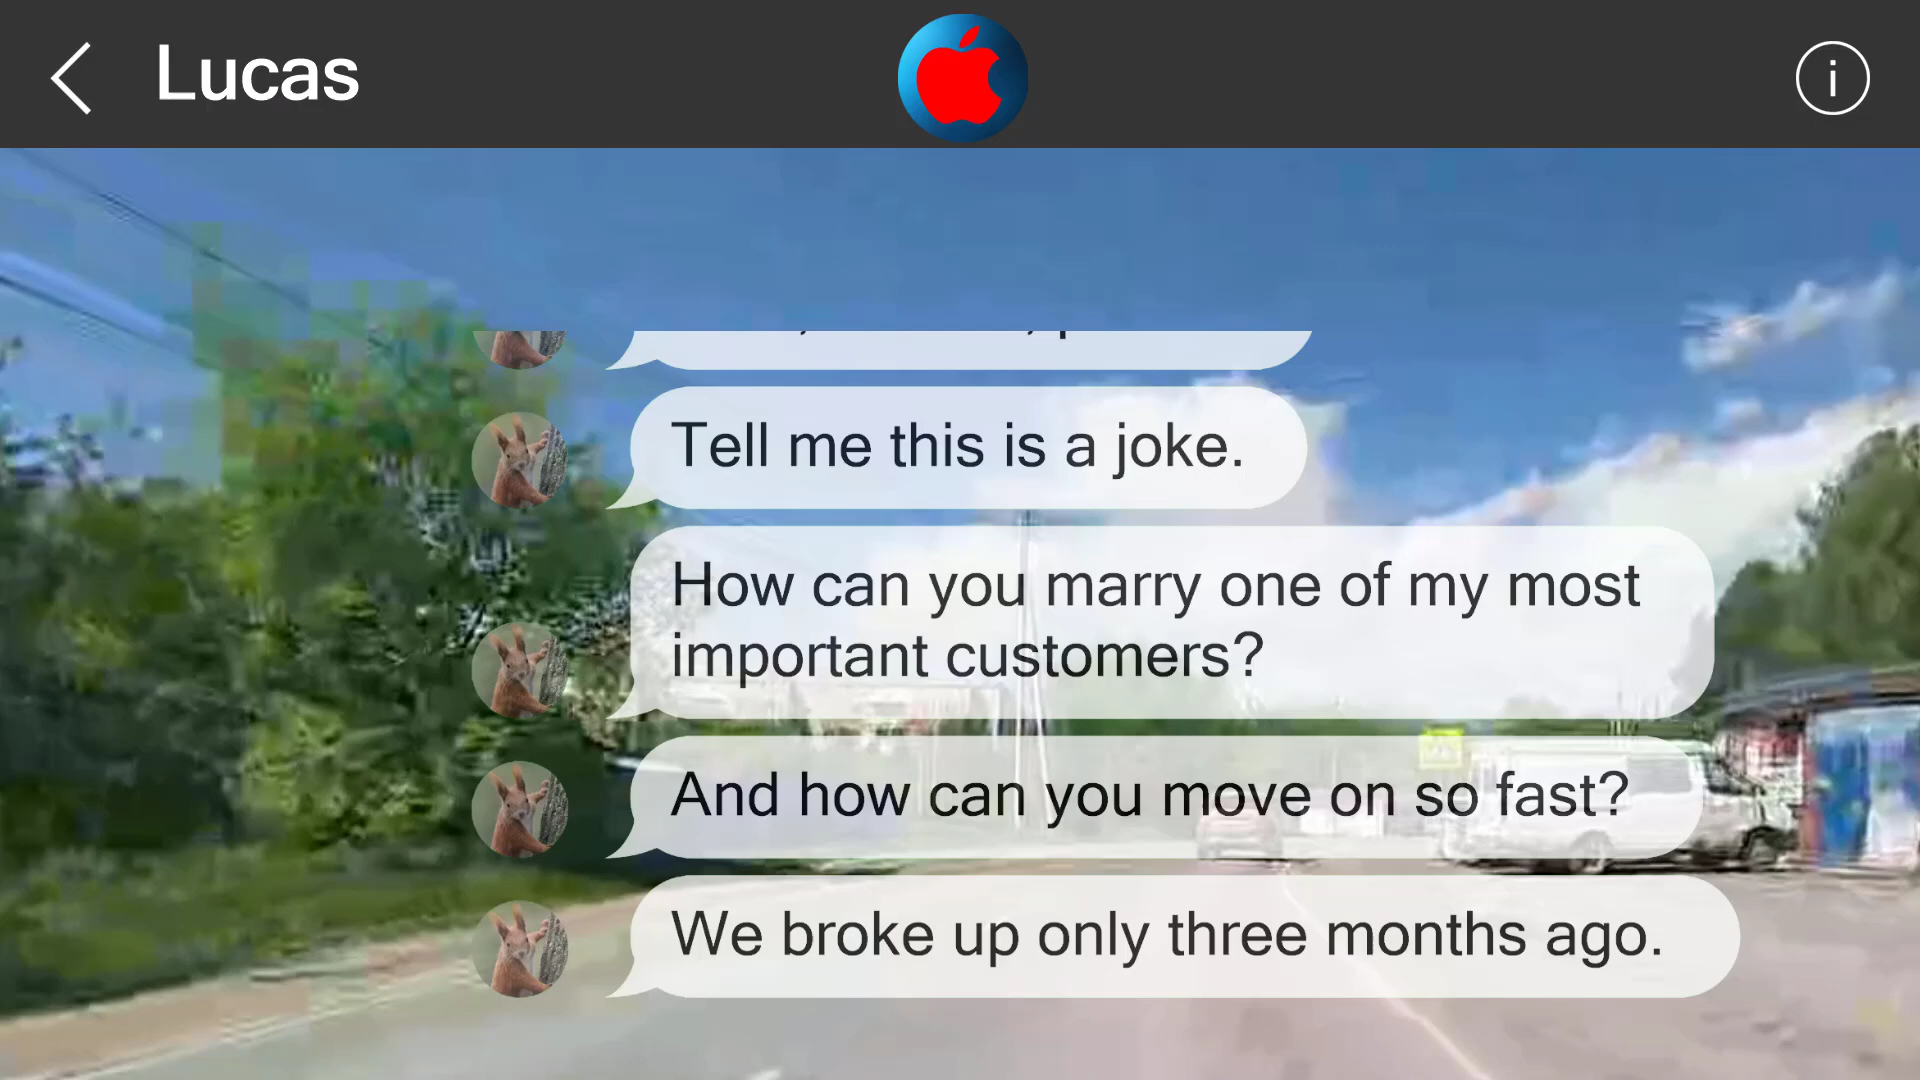 Lucas
i
Tell me this is a joke.
How can you marry one of my most
important customers?
And how can you move on so fast?
We broke up only three months ago.